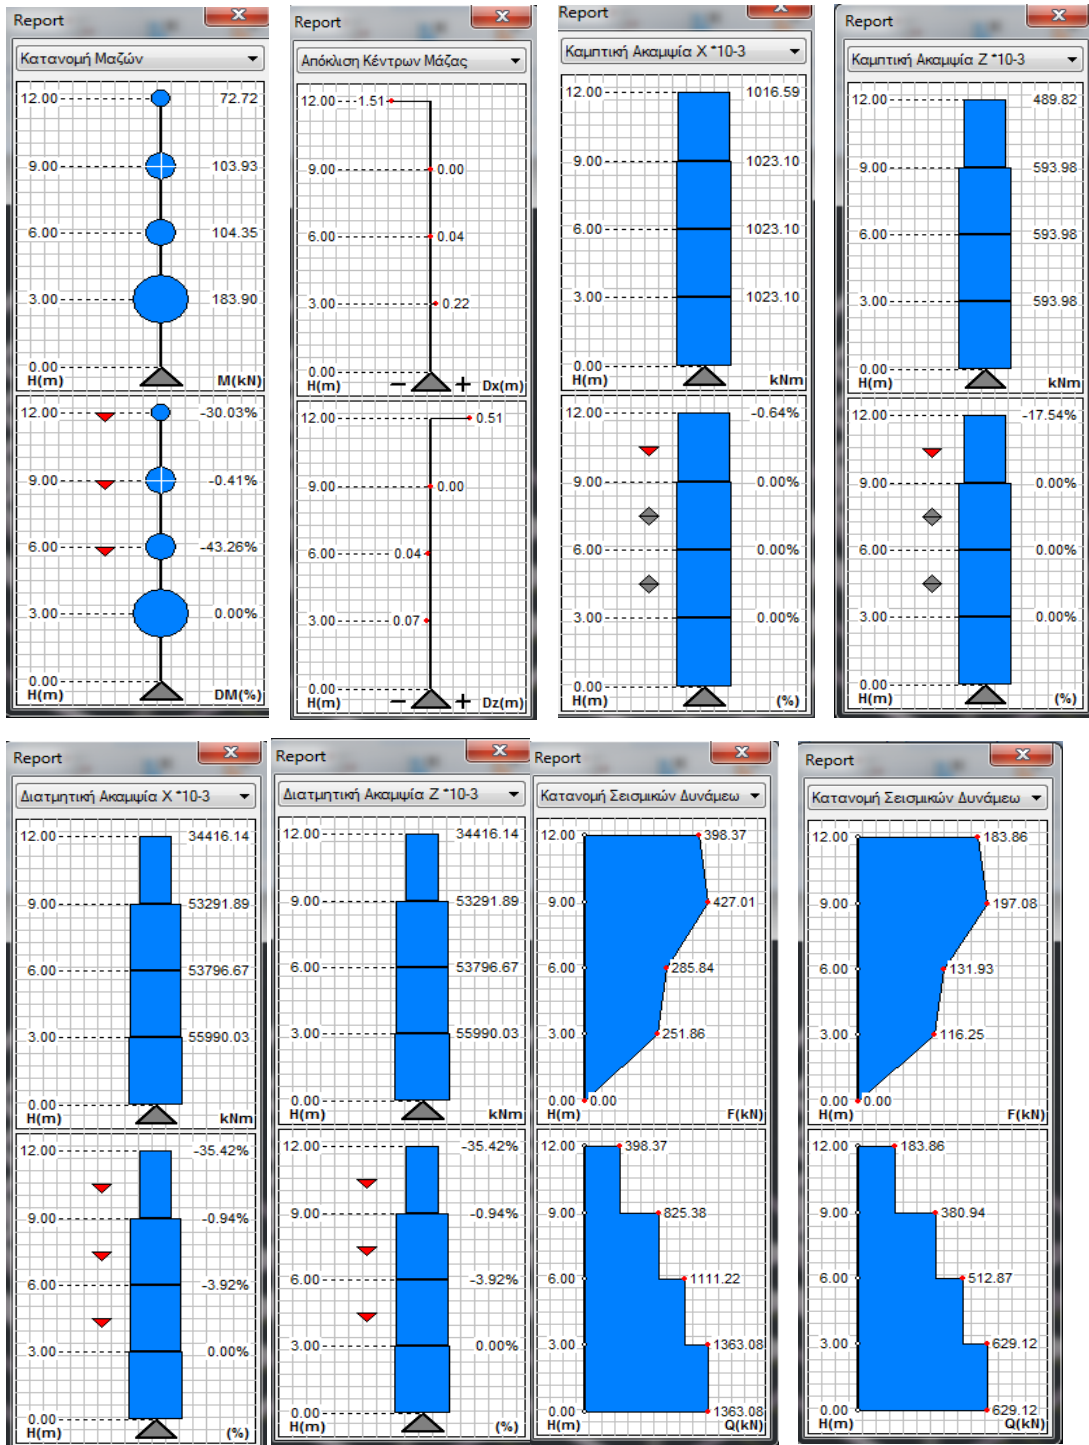 Report
Κατανομή Μαζών
12.00 72.72
9.00 103.93
6.00 104.35
3.00 183.90
0.00
H(m) M(kN)
12.00 -30.03%
9.00 -0.41%
6.00 -43.26%
3.00 0.00%
0.00
H(m) DM(%)
Report
Απόκλιση Κέντρων Μάζας
12.00 -1.51
9.00 0.00
6.00 0.04
3.00 0.22
0.00
H(m) − + Dx(m)
12.00 0.51
9.00 0.00
6.00 0.04
3.00 0.07
0.00
H(m) − + Dz(m)
Report
Καμπτική Ακαμψία X *10-3
12.00 1016.59
9.00 1023.10
6.00 1023.10
3.00 1023.10
0.00
H(m) kNm
12.00 -0.64%
9.00 0.00%
6.00 0.00%
3.00 0.00%
0.00
H(m) (%)
Report
Καμπτική Ακαμψία Z *10-3
12.00 489.82
9.00 593.98
6.00 593.98
3.00 593.98
0.00
H(m) kNm
12.00 -17.54%
9.00 0.00%
6.00 0.00%
3.00 0.00%
0.00
H(m) (%)
Report
Διατμητική Ακαμψία X *10-3
12.00 34416.14
9.00 53291.89
6.00 53796.67
3.00 55990.03
0.00
H(m) kNm
12.00 -35.42%
9.00 -0.94%
6.00 -3.92%
3.00 0.00%
0.00
H(m) (%)
Report
Διατμητική Ακαμψία Z *10-3
12.00 34416.14
9.00 53291.89
6.00 53796.67
3.00 55990.03
0.00
H(m) kNm
12.00 -35.42%
9.00 -0.94%
6.00 -3.92%
3.00 0.00%
0.00
H(m) (%)
Report
Κατανομή Σεισμικών Δυνάμεω
12.00 398.37
9.00 427.01
6.00 285.84
3.00 251.86
0.00 0.00
H(m) F(kN)
12.00 398.37
9.00 825.38
6.00 1111.22
3.00 1363.08
0.00 1363.08
H(m) Q(kN)
Report
Κατανομή Σεισμικών Δυνάμεω
12.00 183.86
9.00 197.08
6.00 131.93
3.00 116.25
0.00 0.00
H(m) F(kN)
12.00 183.86
9.00 380.94
6.00 512.87
3.00 629.12
0.00 629.12
H(m) Q(kN)